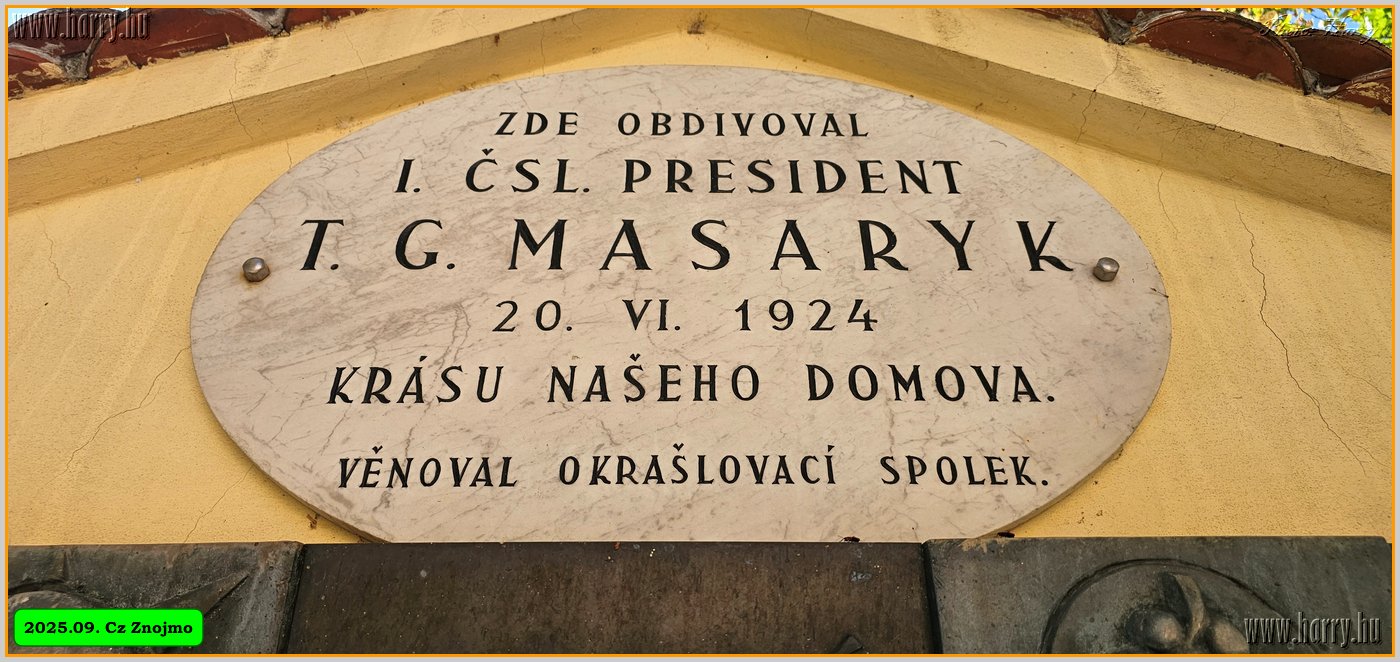 www.harry.hu
ZDE OBDIVOVAL
I. ČSL. PRESIDENT
T. G. MASARYK
20. VI. 1924
KRÁSU NAŠEHO DOMOVA.
VĚNOVAL OKRAŠLOVACÍ SPOLEK.
2025.09. Cz Znojmo
www.harry.hu